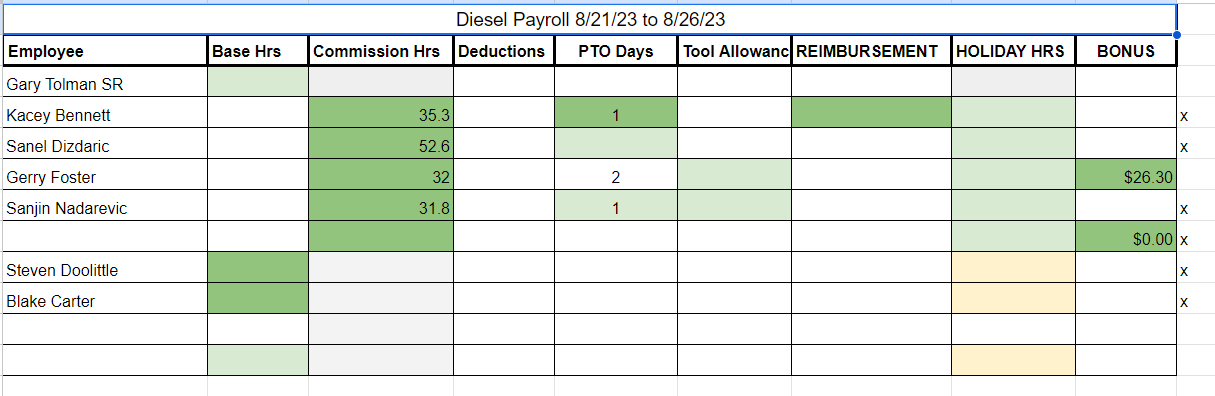 Diesel Payroll 8/21/23 to 8/26/23
Employee Base Hrs Commission Hrs Deductions PTO Days Tool Allowanc REIMBURSEMENT HOLIDAY HRS BONUS
Gary Tolman SR
Kacey Bennett 35.3 1 x
Sanel Dizdaric 52.6 x
Gerry Foster 32 2 $26.30
Sanjin Nadarevic 31.8 1 x
$0.00 x
Steven Doolittle x
Blake Carter x